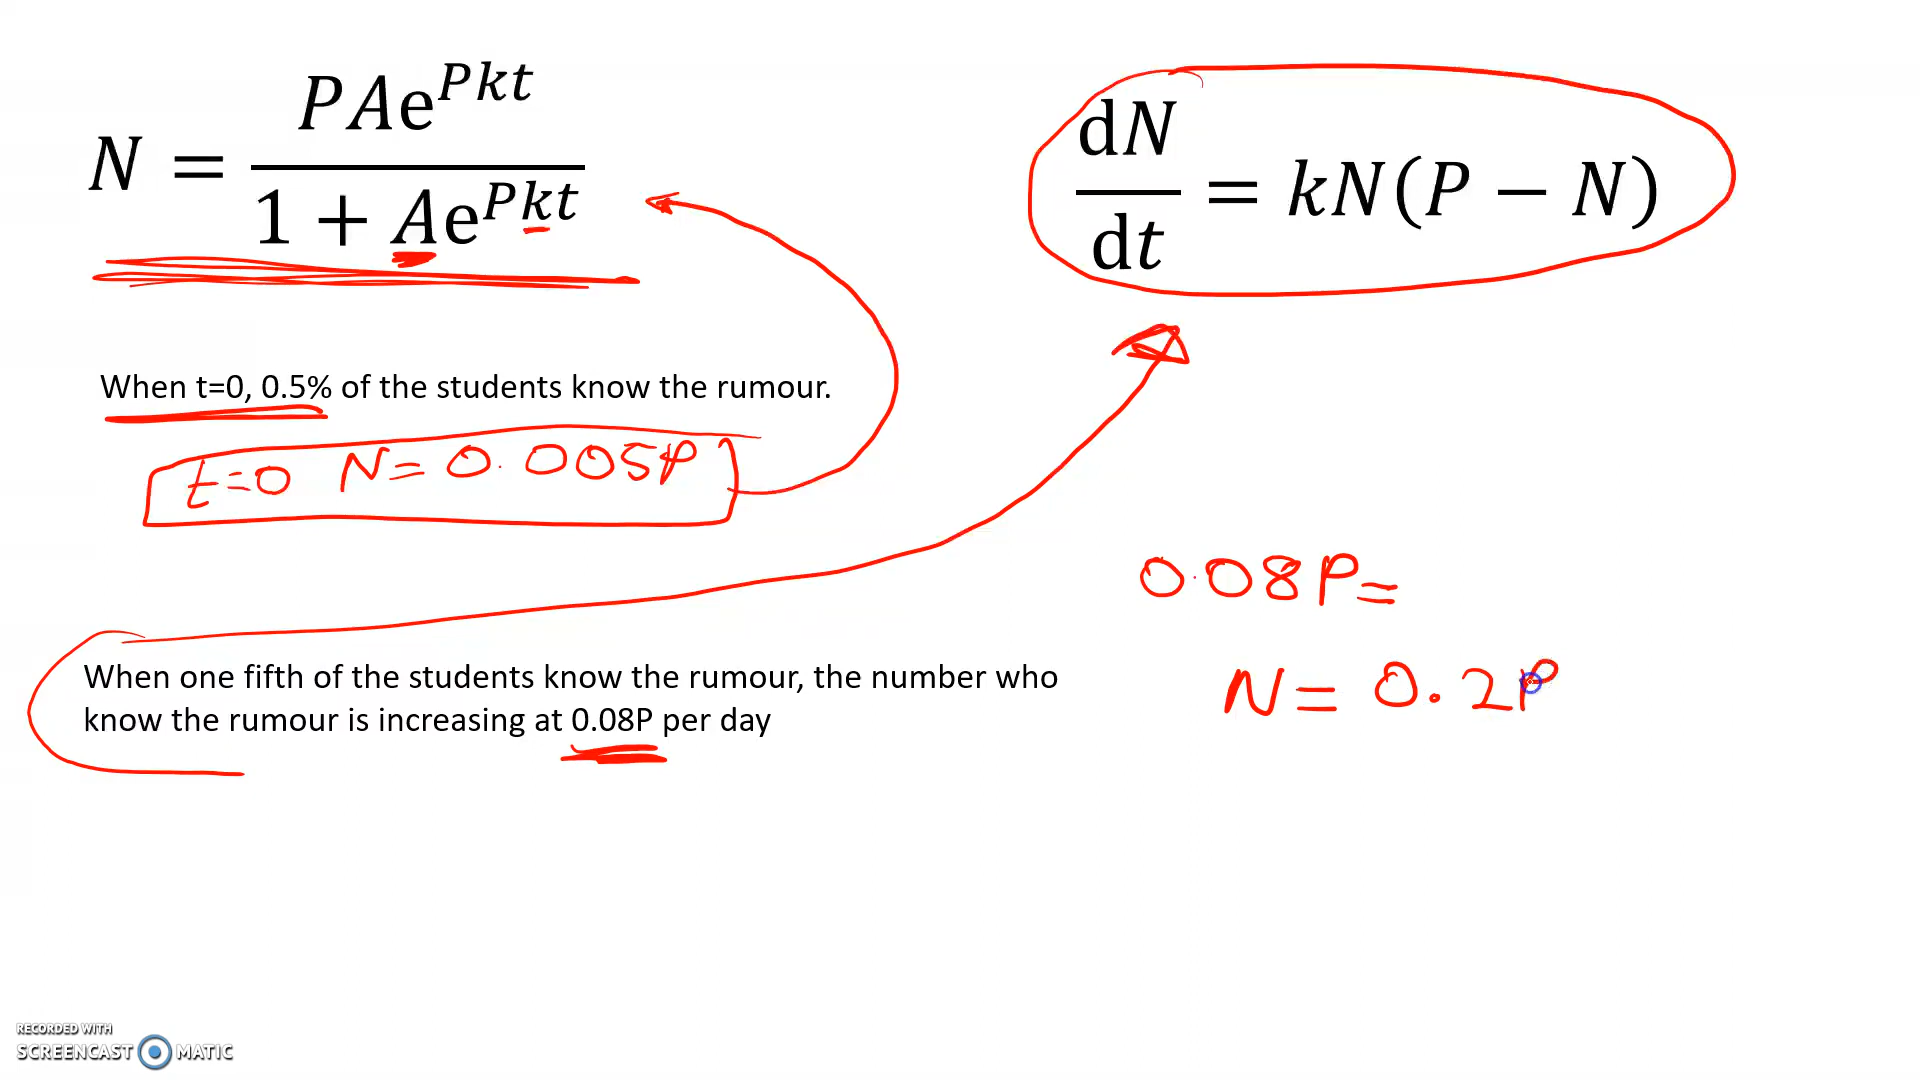 N = PAe^{Pkt} / 1 + Ae^{Pkt}
dN/dt = kN(P − N)
When t=0, 0.5% of the students know the rumour.
t=0 N= 0.005P
0.08P=
N= 0.2P
When one fifth of the students know the rumour, the number who
know the rumour is increasing at 0.08P per day
RECORDED WITH
SCREENCAST MATIC